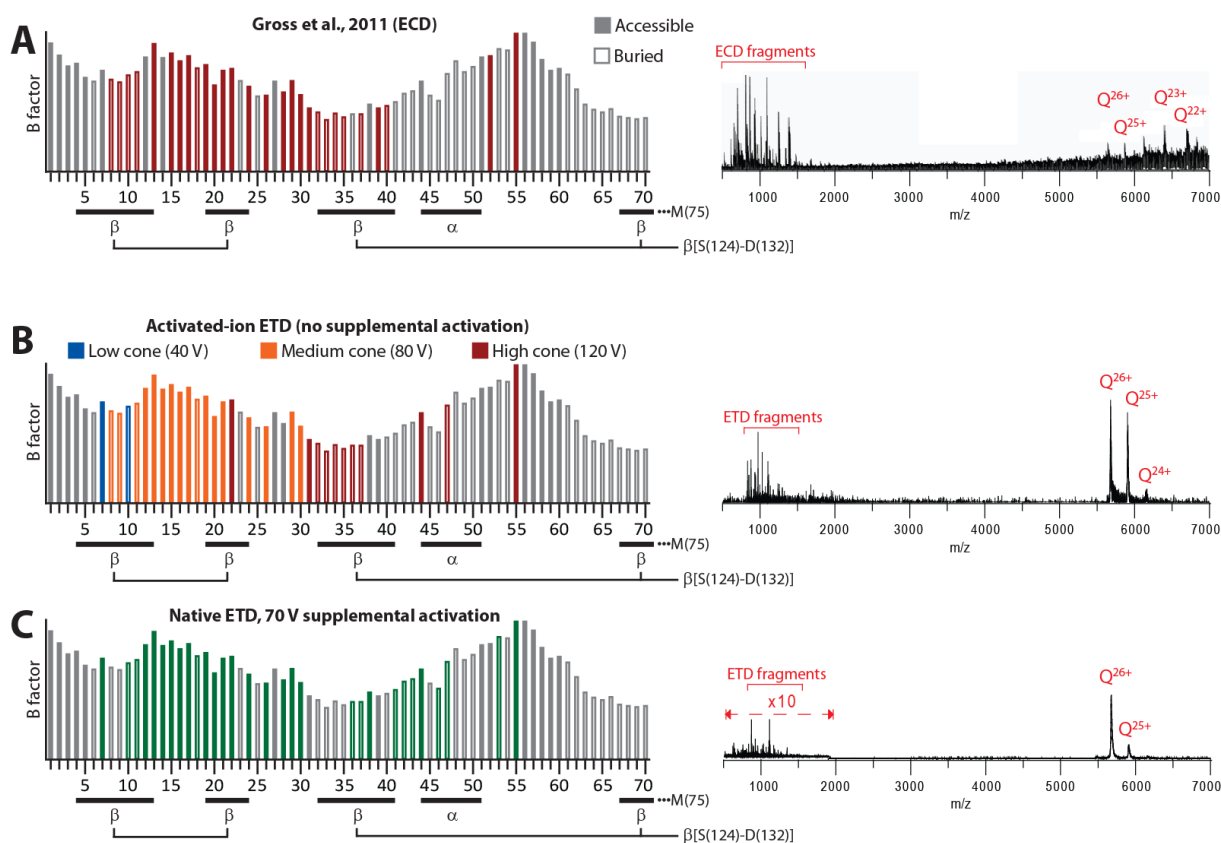 A
Gross et al., 2011 (ECD)
Accessible
Buried
B factor
5 10 15 20 25 30 35 40 45 50 55 60 65 70
•••M(75)
β β β α β
β[S(124)-D(132)]
ECD fragments
Q26+
Q25+
Q23+
Q22+
1000 2000 3000 4000 5000 6000 7000
m/z
B
Activated-ion ETD (no supplemental activation)
Low cone (40 V) Medium cone (80 V) High cone (120 V)
B factor
5 10 15 20 25 30 35 40 45 50 55 60 65 70
•••M(75)
β β β α β
β[S(124)-D(132)]
ETD fragments
Q26+
Q25+
Q24+
1000 2000 3000 4000 5000 6000 7000
m/z
C
Native ETD, 70 V supplemental activation
B factor
5 10 15 20 25 30 35 40 45 50 55 60 65 70
•••M(75)
β β β α β
β[S(124)-D(132)]
ETD fragments
x10
Q26+
Q25+
1000 2000 3000 4000 5000 6000 7000
m/z